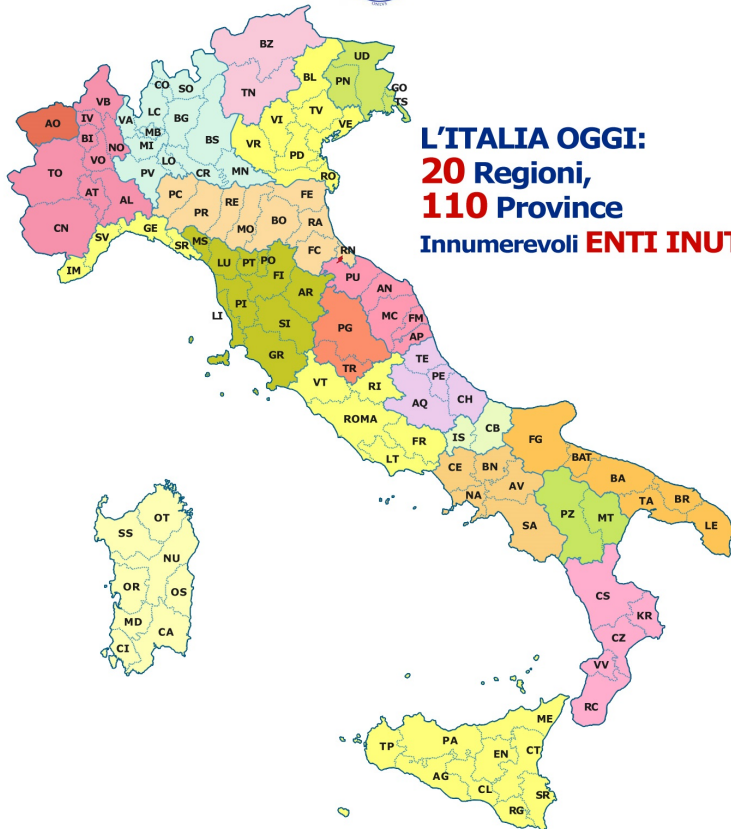 L'ITALIA OGGI:
20 Regioni,
110 Province
Innumerevoli ENTI INUT
BZ
UD
BL
PN
TN
CO SO
GO
TS
VB
LC
BG
TV
VA
VI
VE
AO
IV
MB
BI
MI
BS
VR
NO
PD
VO
LO
TO
PV
CR
MN
RO
AT
AL
PC
RE
FE
PR
BO
RA
CN
GE
MO
SV
SR
MS
FC
RN
IM
LU
PT
PO
FI
PU
AN
AR
PI
MC
FM
LI
SI
PG
AP
GR
TE
TR
PE
VT
RI
AQ
CH
ROMA
CB
IS
FR
FG
LT
BAT
CE
BN
BA
AV
NA
TA
BR
PZ
MT
SA
LE
OT
SS
NU
OR
OS
MD
CA
CI
CS
KR
CZ
VV
RC
ME
TP
PA
EN
CT
AG
CL
SR
RG